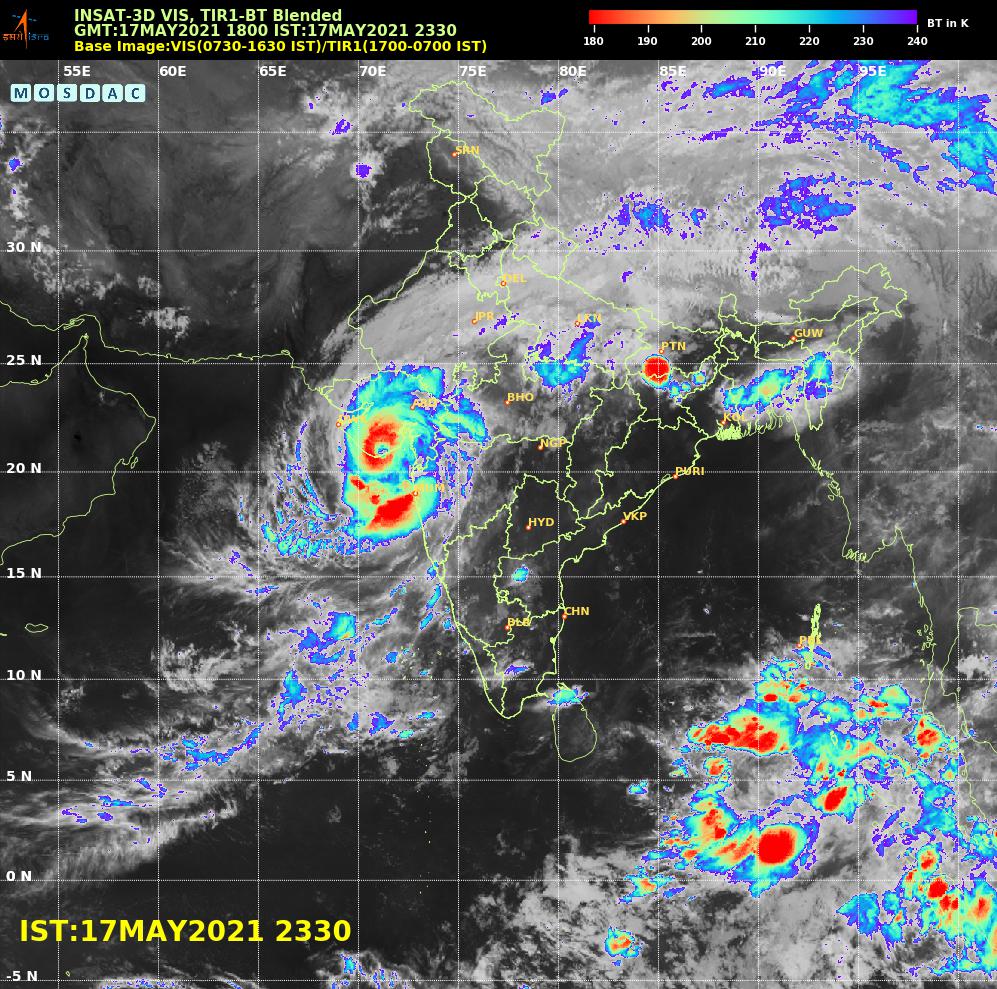 INSAT-3D VIS, TIR1-BT Blended
GMT:17MAY2021 1800 IST:17MAY2021 2330
Base Image:VIS(0730-1630 IST)/TIR1(1700-0700 IST)
BT in K
180 190 200 210 220 230 240
55E 65E 70E 75E 80E 85E 90E 95E
MOSDAC
SRN
30 N
DEL
JPR LKN
GUW
PTN
25 N
BHO
KOL
NGP
20 N
PURI
MUM
HYD VKP
15 N
CHN
BLR
10 N
5 N
0 N
IST:17MAY2021 2330
-5 N